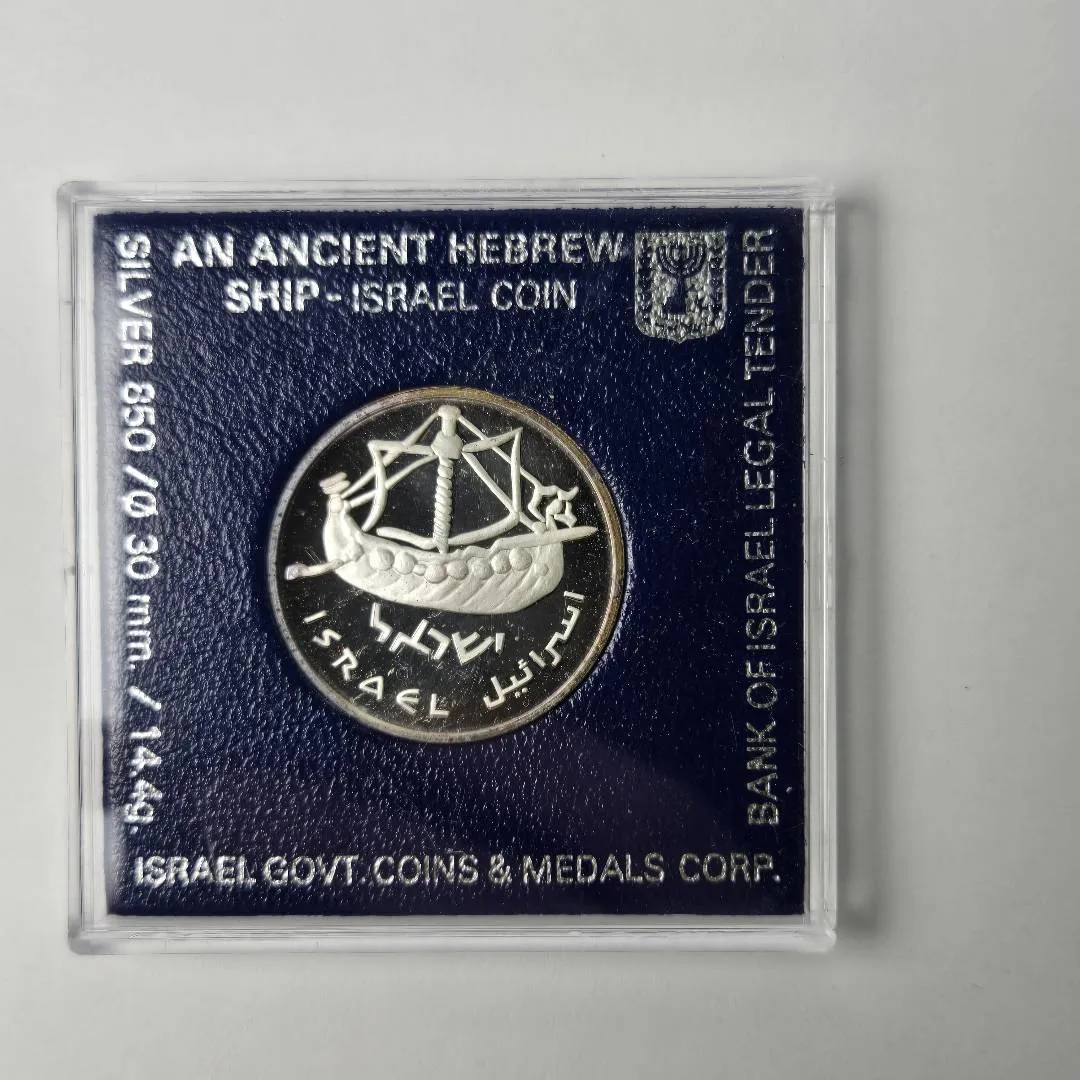 AN ANCIENT HEBREW
SHIP - ISRAEL COIN
SILVER 850 /Ø 30 mm. / 14.4g.
BANK OF ISRAEL LEGAL TENDER
ישראל
ISRAEL
اسرائيل
ISRAEL GOVT. COINS & MEDALS CORP.